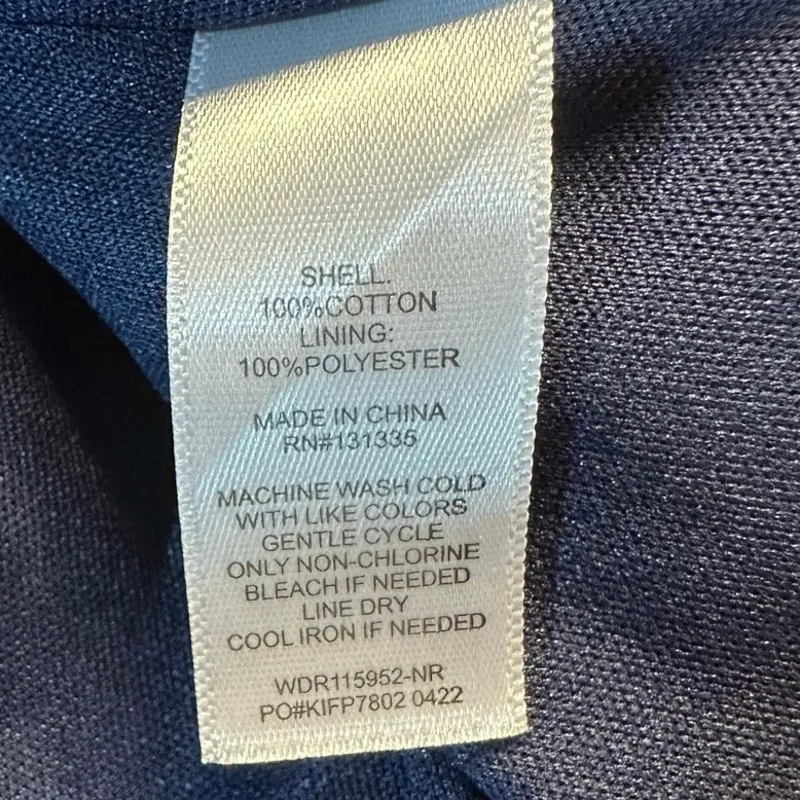 SHELL:
100%COTTON
LINING:
100%POLYESTER
MADE IN CHINA
RN#131335
MACHINE WASH COLD
WITH LIKE COLORS
GENTLE CYCLE
ONLY NON-CHLORINE
BLEACH IF NEEDED
LINE DRY
COOL IRON IF NEEDED
WDR115952-NR
PO#KIFP7802 0422